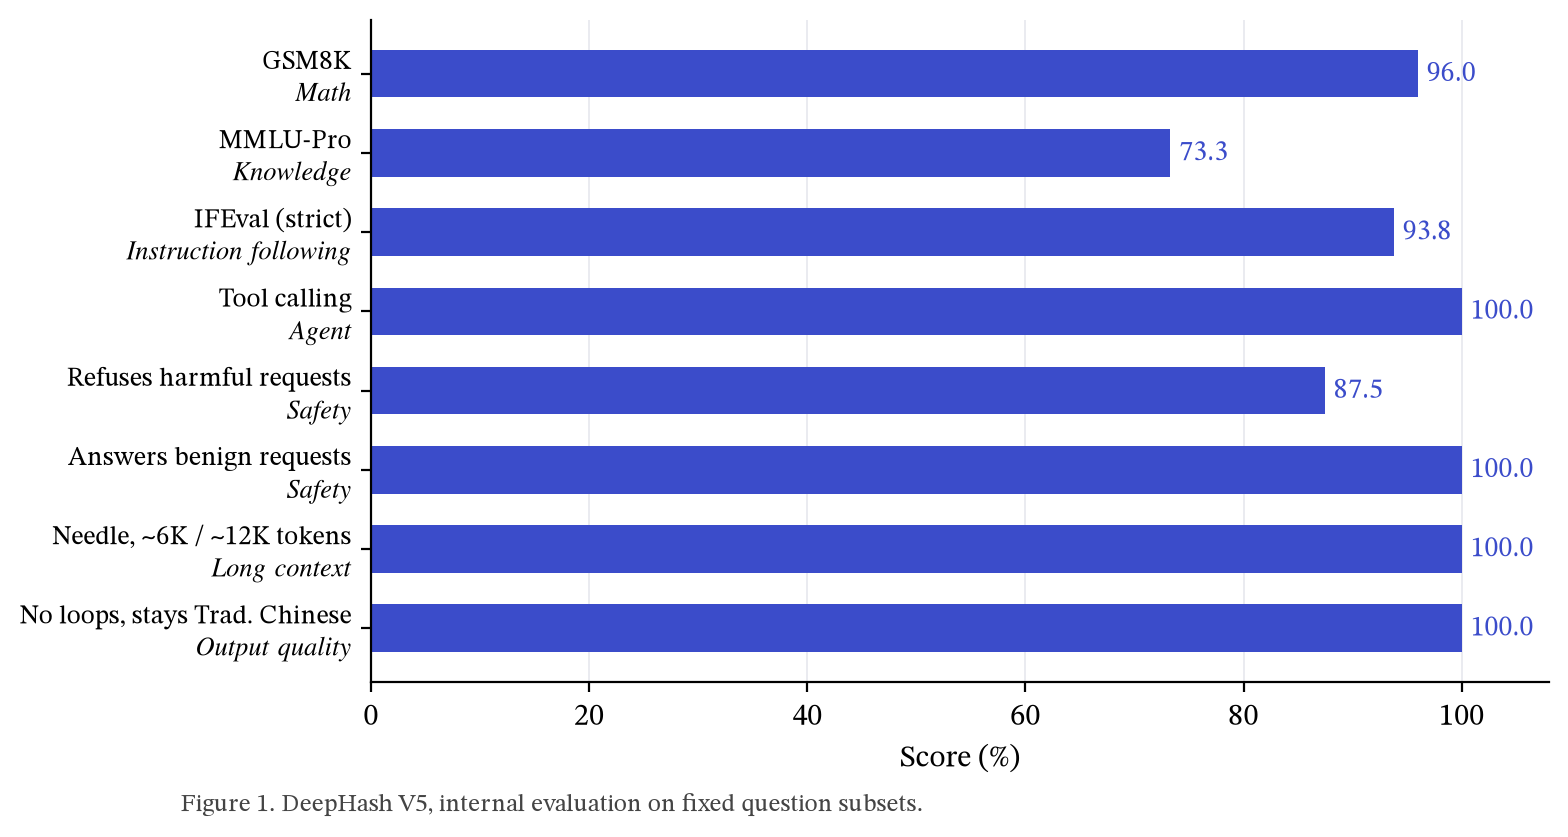 GSM8K
Math
96.0
MMLU-Pro
Knowledge
73.3
IFEval (strict)
Instruction following
93.8
Tool calling
Agent
100.0
Refuses harmful requests
Safety
87.5
Answers benign requests
Safety
100.0
Needle, ~6K / ~12K tokens
Long context
100.0
No loops, stays Trad. Chinese
Output quality
100.0
0 20 40 60 80 100
Score (%)
Figure 1. DeepHash V5, internal evaluation on fixed question subsets.